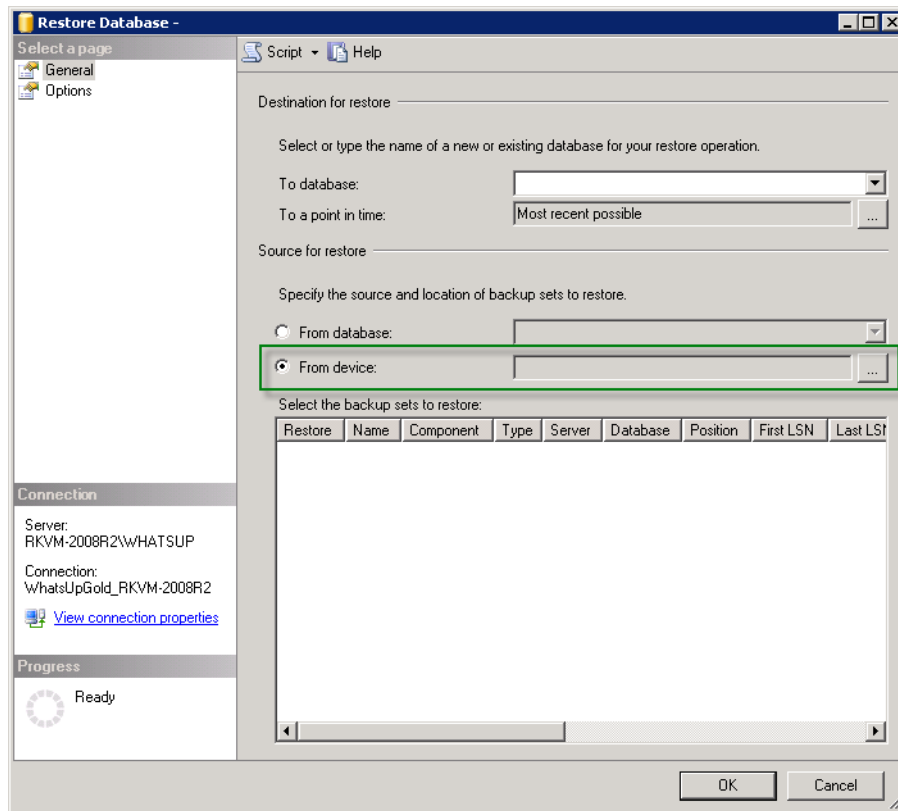 Restore Database -
Select a page
General
Options
Script Help
Destination for restore
Select or type the name of a new or existing database for your restore operation.
To database:
To a point in time: Most recent possible ...
Source for restore
Specify the source and location of backup sets to restore.
From database:
From device: ...
Select the backup sets to restore:
Restore Name Component Type Server Database Position First LSN Last LSN
Connection
Server:
RKVM-2008R2\WHATSUP
Connection:
WhatsUpGold_RKVM-2008R2
View connection properties
Progress
Ready
OK Cancel